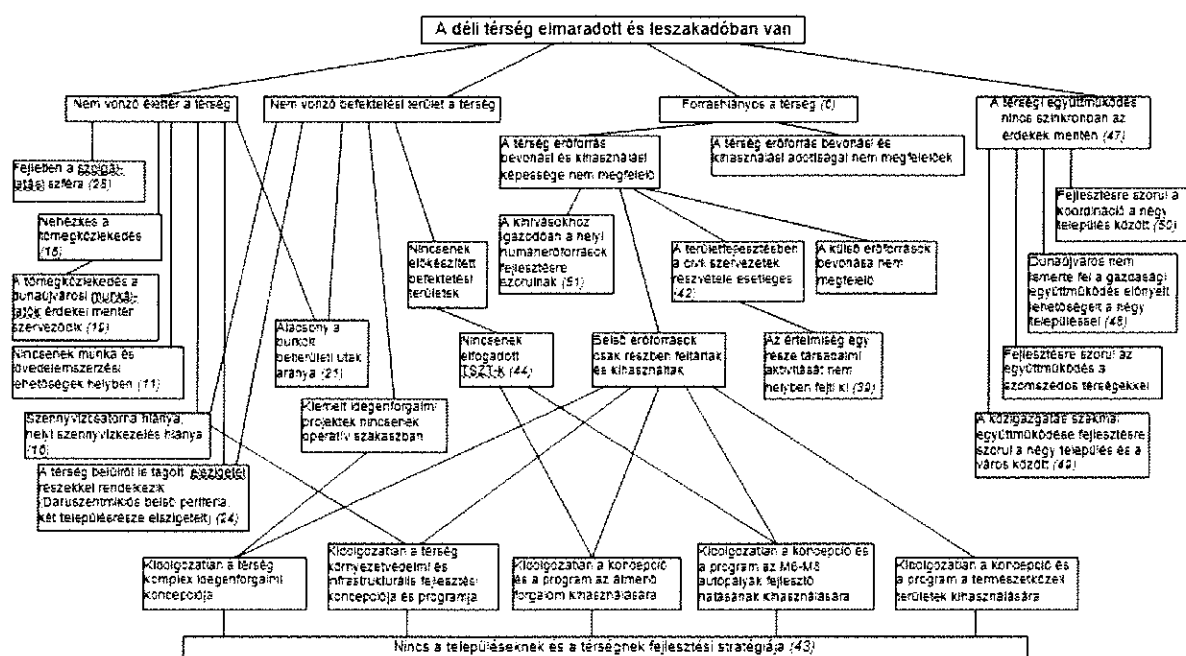 A déli térség elmaradott és leszakadóban van
Nem vonzó élettér a térség
Nem vonzó befektetési terület a térség
Forráshiányos a térség (6)
A térségi együttműködés
nincs szinkronban az
érdekek mentén (47)
Fejletlen a szolgál-
tatási szféra (25)
A térség erőforrás
bevonási és kihasználási
képessége nem megfelelő
A térség erőforrás bevonási és
kihasználási adottságai nem megfelelőek
Nehézkes a
tömegközlekedés
(18)
Nincsenek
előkészített
befektetési
területek
A kihívásokhoz
igazodóan a helyi
humánerőforrások
fejlesztésre
szorulnak (51)
A területfejlesztésben
a civil szervezetek
részvétele esetleges
(42)
A külső erőforrások
bevonása nem
megfelelő
Fejlesztésre szorul a
koordináció a négy
település között (50)
A tömegközlekedés a
dunaújvárosi
érdekei mentén
szerveződik (19)
Dunaújváros nem
ismerte fel a gazdasági
együttműködés előnyeit
lehetőségeit a négy
településsel (48)
Nincsenek munka és
jövedelemszerzési
lehetőségek helyben (11)
Alacsony a
burkolt
belterületi utak
aránya (21)
Nincsenek
elfogadott
TSZT-k (44)
Belső erőforrások
csak részben feltártak
és kihasználtak
Az értelmiség egy
része társadalmi
aktivitását nem
helyben fejti ki (39)
Fejlesztésre szorul az
együttműködés a
szomszédos térségekkel
Szennyvízcsatorna hiánya,
helyi szennyvízkezelés hiánya
(16)
Kiemelt idegenforgalmi
projektek nincsenek
operatív szakaszban
A közigazgatás szakmai
együttműködése fejlesztésre
szorul a négy település és a
város között (49)
A térség belülről is tagolt, elszigetelt
részekkel rendelkezik
(Daruszentmiklós belső periféria,
két településrésze elszigetelt) (24)
Kidolgozatlan a térség
komplex idegenforgalmi
koncepciója
Kidolgozatlan a térség
környezetvédelmi és
infrastrukturális fejlesztési
koncepciója és programja
Kidolgozatlan a koncepció
és a program az átmenő
forgalom kihasználására
Kidolgozatlan a koncepció és
a program az M6-M8
autópályák fejlesztő
hatásának kihasználására
Kidolgozatlan a koncepció és
a program a természetközeli
területek kihasználására
Nincs a településeknek és a térségnek fejlesztési stratégiája (43)